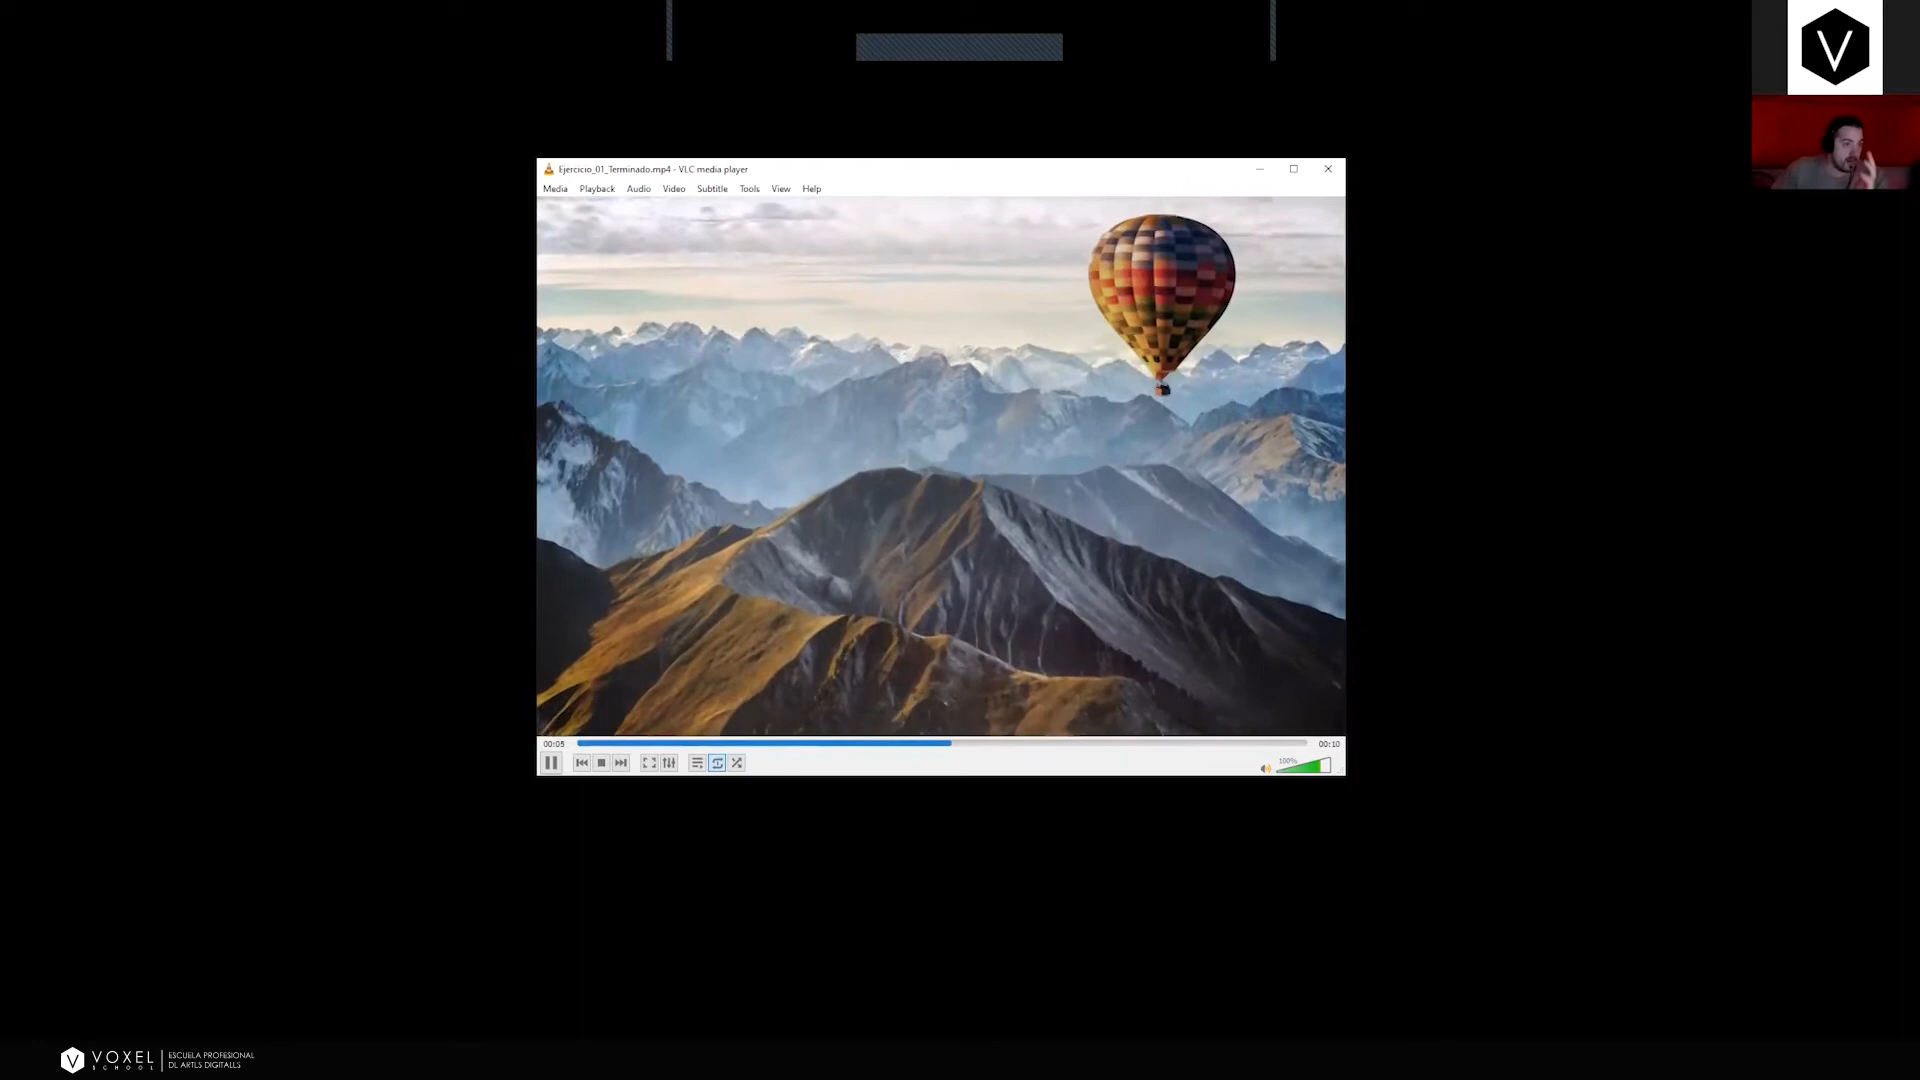 V
Ejercicio_01_Terminado.mp4 - VLC media player
Media Playback Audio Video Subtitle Tools View Help
00:05
00:10
100%
V VOXEL
SCHOOL
ESCUELA PROFESIONAL
DE ARTES DIGITALES